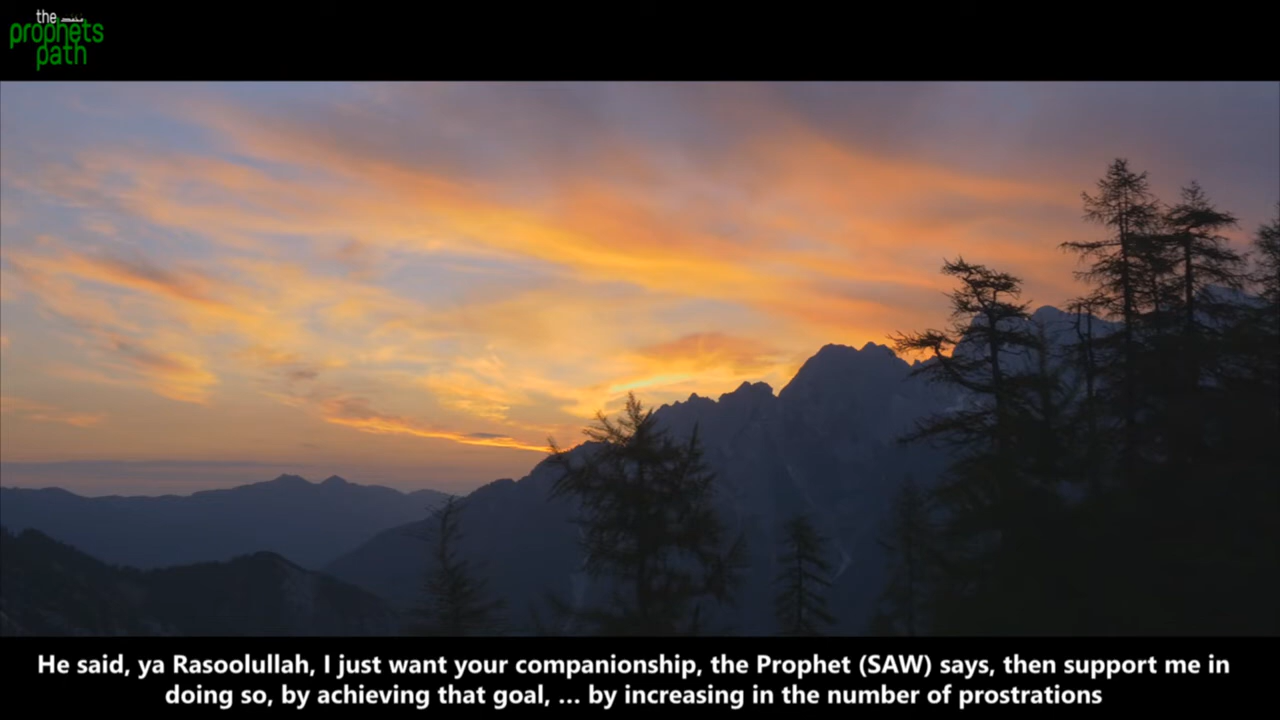 the
prophets
path
He said, ya Rasoolullah, I just want your companionship, the Prophet (SAW) says, then support me in
doing so, by achieving that goal, ... by increasing in the number of prostrations